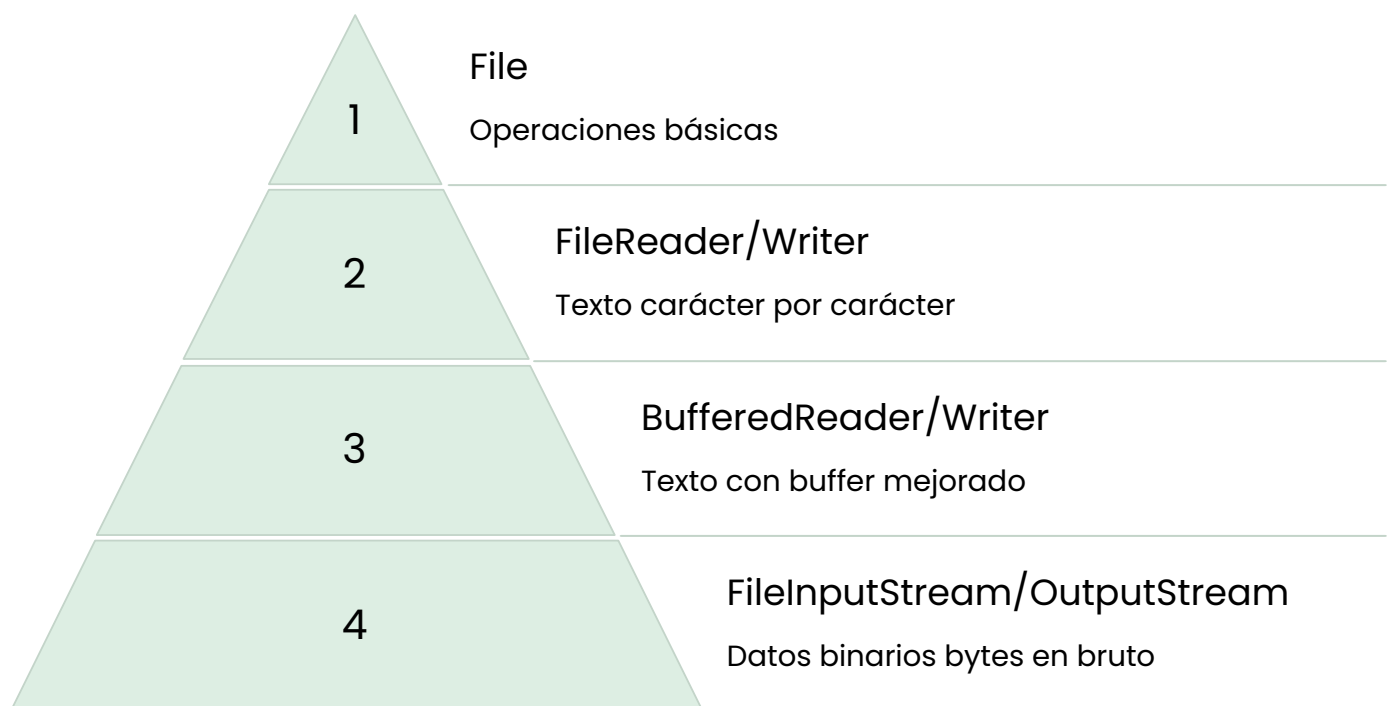 1
File
Operaciones básicas
2
FileReader/Writer
Texto carácter por carácter
3
BufferedReader/Writer
Texto con buffer mejorado
4
FileInputStream/OutputStream
Datos binarios bytes en bruto